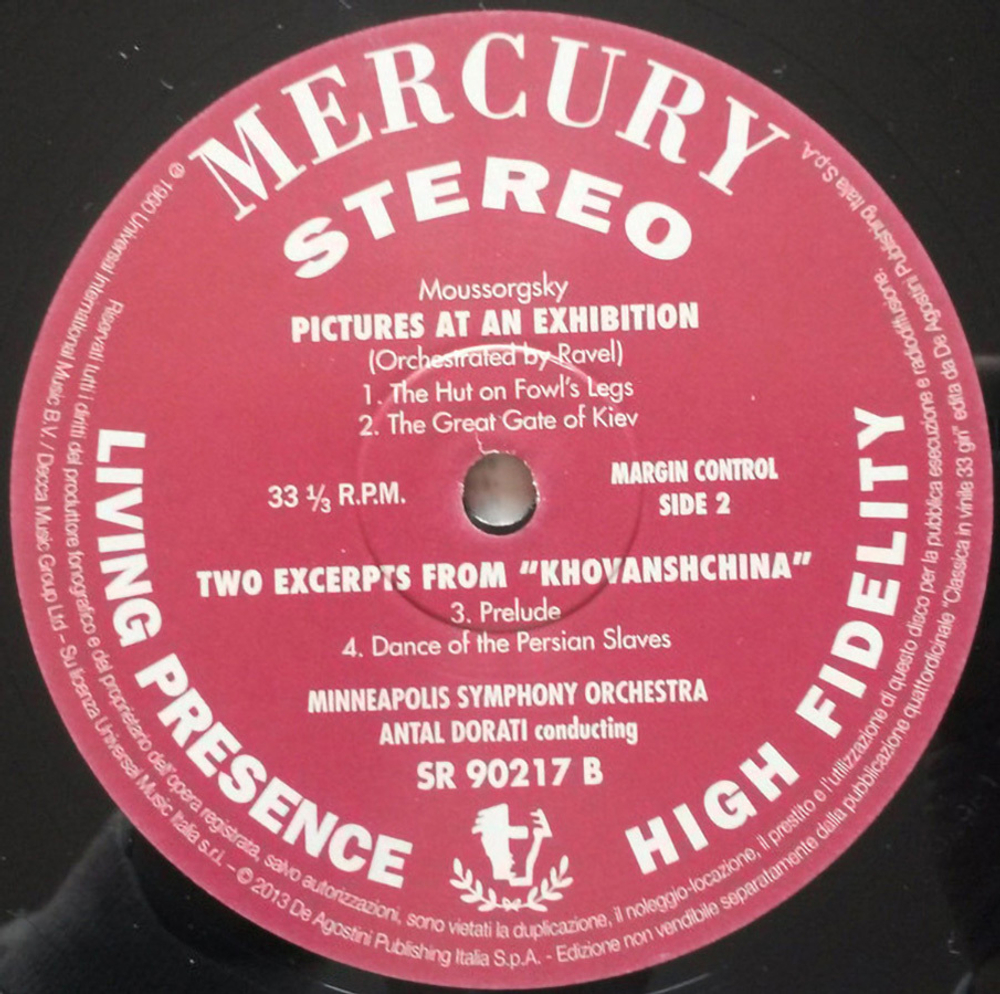 MERCURY
STEREO
Moussorgsky
PICTURES AT AN EXHIBITION
(Orchestrated by Ravel)
1. The Hut on Fowl's Legs
2. The Great Gate of Kiev
33 ⅓ R.P.M.
MARGIN CONTROL
SIDE 2
TWO EXCERPTS FROM "KHOVANSHCHINA"
3. Prelude
4. Dance of the Persian Slaves
MINNEAPOLIS SYMPHONY ORCHESTRA
ANTAL DORATI conducting
SR 90217 B
LIVING PRESENCE
HIGH FIDELITY
℗ 1960 Universal International Music B.V. / Decca Music Group Ltd - Su licenza Universal Music Italia s.r.l. - © 2013 De Agostini Publishing Italia S.p.A. - Edizione non vendibile separatamente dalla pubblicazione quattordicinale "Classica in vinile 33 giri" edita da De Agostini Publishing Italia S.p.A.
Riservati tutti i diritti del produttore fonografico e del proprietario dell'opera registrata, salvo autorizzazioni, sono vietati la duplicazione, il noleggio-locazione, il prestito e l'utilizzazione di questo disco per la pubblica esecuzione e radiodiffusione.